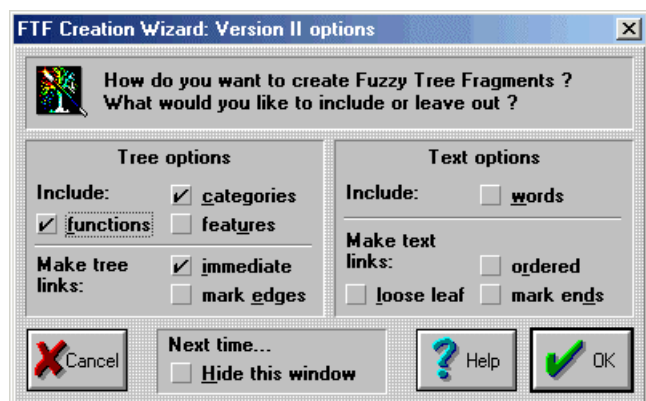 FTF Creation Wizard: Version II options
How do you want to create Fuzzy Tree Fragments ?
What would you like to include or leave out ?
Tree options
Include:
categories
functions
features
Make tree
links:
immediate
mark edges
Text options
Include:
words
Make text
links:
ordered
loose leaf
mark ends
Cancel
Next time...
Hide this window
Help
OK